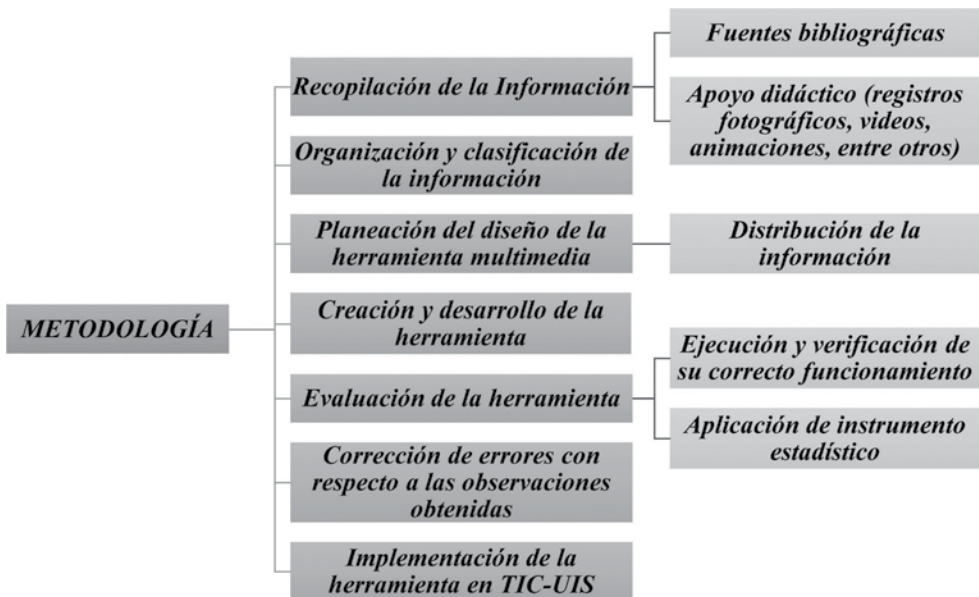 METODOLOGÍA
Recopilación de la Información
Fuentes bibliográficas
Apoyo didáctico (registros
fotográficos, videos,
animaciones, entre otros)
Organización y clasificación de
la información
Planeación del diseño de la
herramienta multimedia
Distribución de la
información
Creación y desarrollo de la
herramienta
Evaluación de la herramienta
Ejecución y verificación de
su correcto funcionamiento
Aplicación de instrumento
estadístico
Corrección de errores con
respecto a las observaciones
obtenidas
Implementación de la
herramienta en TIC-UIS